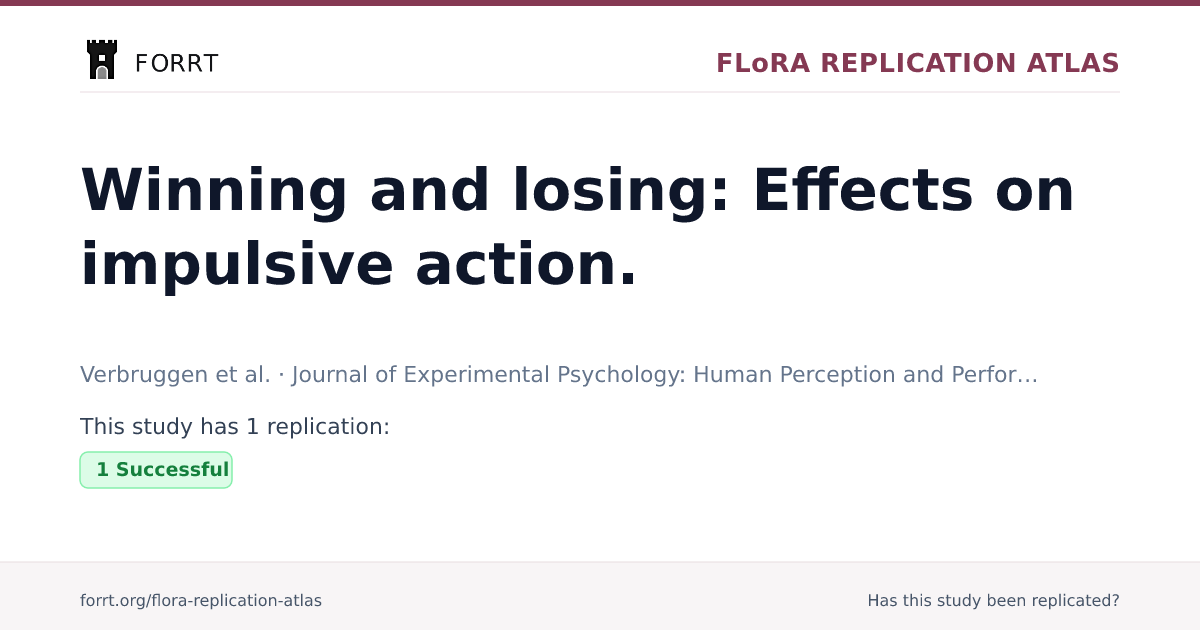 FORRT
FLoRA REPLICATION ATLAS
Winning and losing: Effects on
impulsive action.
Verbruggen et al. · Journal of Experimental Psychology: Human Perception and Perfor…
This study has 1 replication:
1 Successful
forrt.org/flora-replication-atlas
Has this study been replicated?